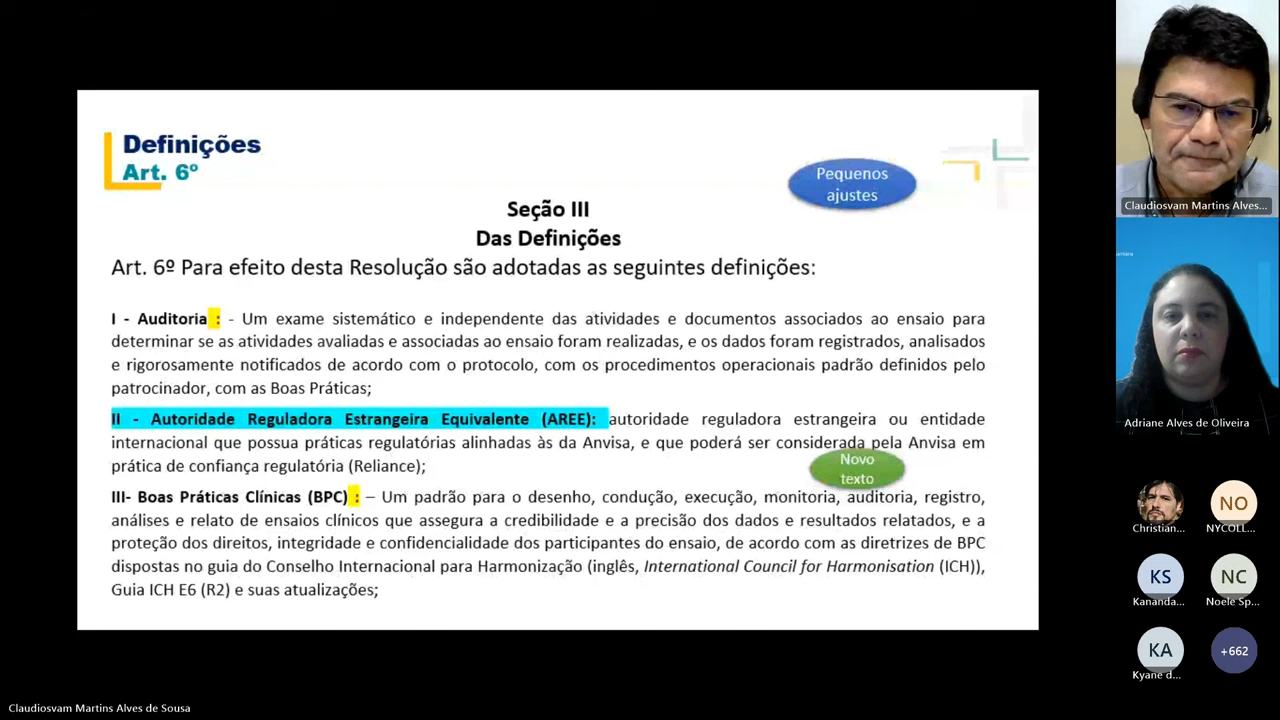 Definições
Art. 6º
Pequenos
ajustes
Seção III
Das Definições
Art. 6º Para efeito desta Resolução são adotadas as seguintes definições:
I - Auditoria : - Um exame sistemático e independente das atividades e documentos associados ao ensaio para
determinar se as atividades avaliadas e associadas ao ensaio foram realizadas, e os dados foram registrados, analisados
e rigorosamente notificados de acordo com o protocolo, com os procedimentos operacionais padrão definidos pelo
patrocinador, com as Boas Práticas;
II - Autoridade Reguladora Estrangeira Equivalente (AREE): autoridade reguladora estrangeira ou entidade
internacional que possua práticas regulatórias alinhadas às da Anvisa, e que poderá ser considerada pela Anvisa em
prática de confiança regulatória (Reliance);
Novo
texto
III- Boas Práticas Clínicas (BPC) : – Um padrão para o desenho, condução, execução, monitoria, auditoria, registro,
análises e relato de ensaios clínicos que assegura a credibilidade e a precisão dos dados e resultados relatados, e a
proteção dos direitos, integridade e confidencialidade dos participantes do ensaio, de acordo com as diretrizes de BPC
dispostas no guia do Conselho Internacional para Harmonização (inglês, International Council for Harmonisation (ICH)),
Guia ICH E6 (R2) e suas atualizações;
Claudiosvam Martins Alves...
Adriane Alves de Oliveira
Christian...
NO
NYCOLL...
KS
Kananda...
NC
Noele Sp...
KA
Kyane d...
+662
Claudiosvam Martins Alves de Sousa